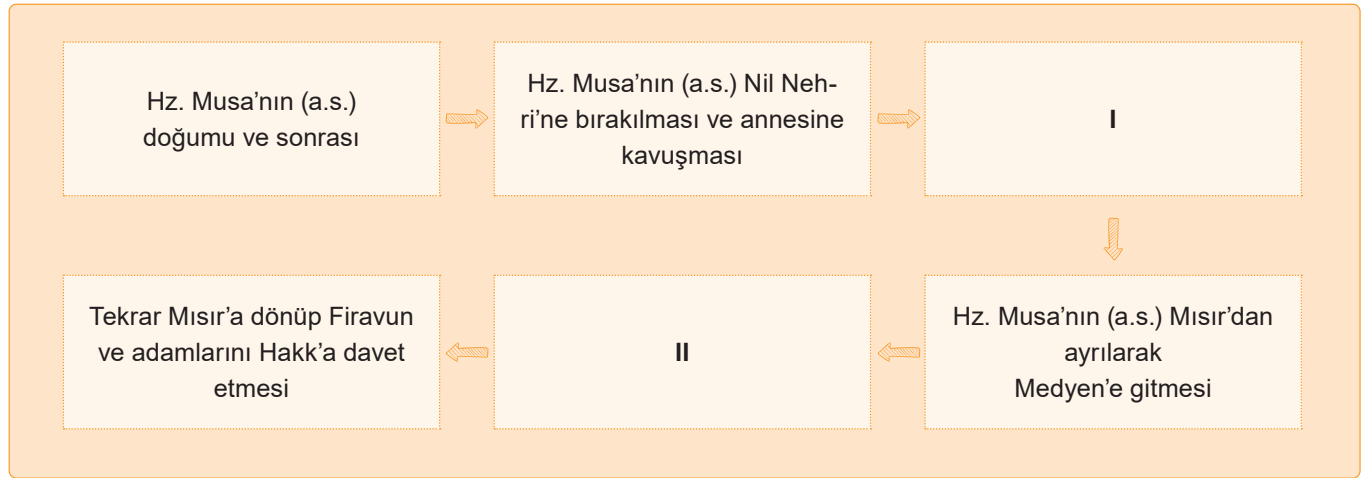 Hz. Musa’nın (a.s.)
doğumu ve sonrası
Hz. Musa’nın (a.s.) Nil Neh-
ri’ne bırakılması ve annesine
kavuşması
I
Hz. Musa’nın (a.s.) Mısır’dan
ayrılarak
Medyen’e gitmesi
II
Tekrar Mısır’a dönüp Firavun
ve adamlarını Hakk’a davet
etmesi